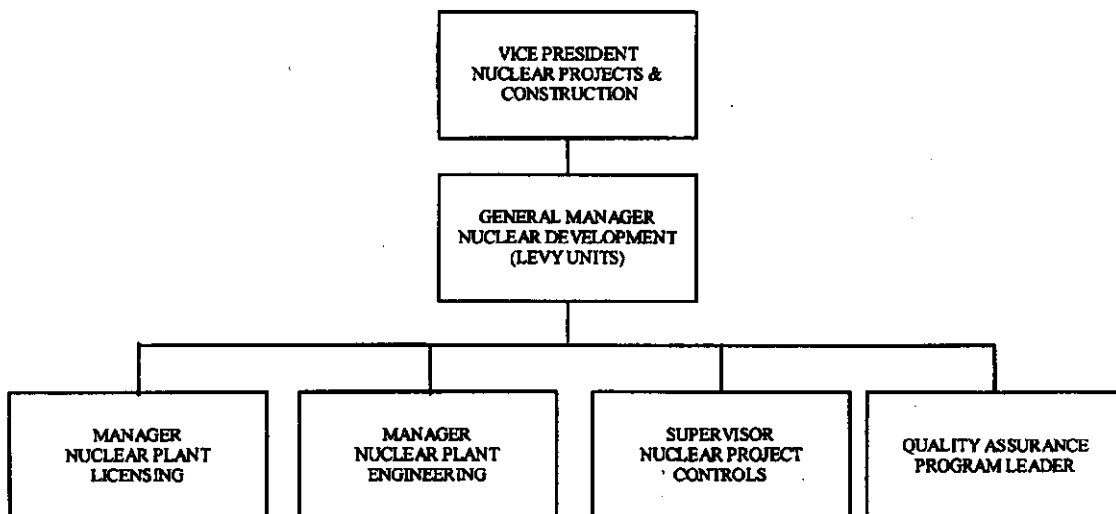 VICE PRESIDENT
NUCLEAR PROJECTS &
CONSTRUCTION
GENERAL MANAGER
NUCLEAR DEVELOPMENT
(LEVY UNITS)
MANAGER
NUCLEAR PLANT
LICENSING
MANAGER
NUCLEAR PLANT
ENGINEERING
SUPERVISOR
NUCLEAR PROJECT
CONTROLS
QUALITY ASSURANCE
PROGRAM LEADER